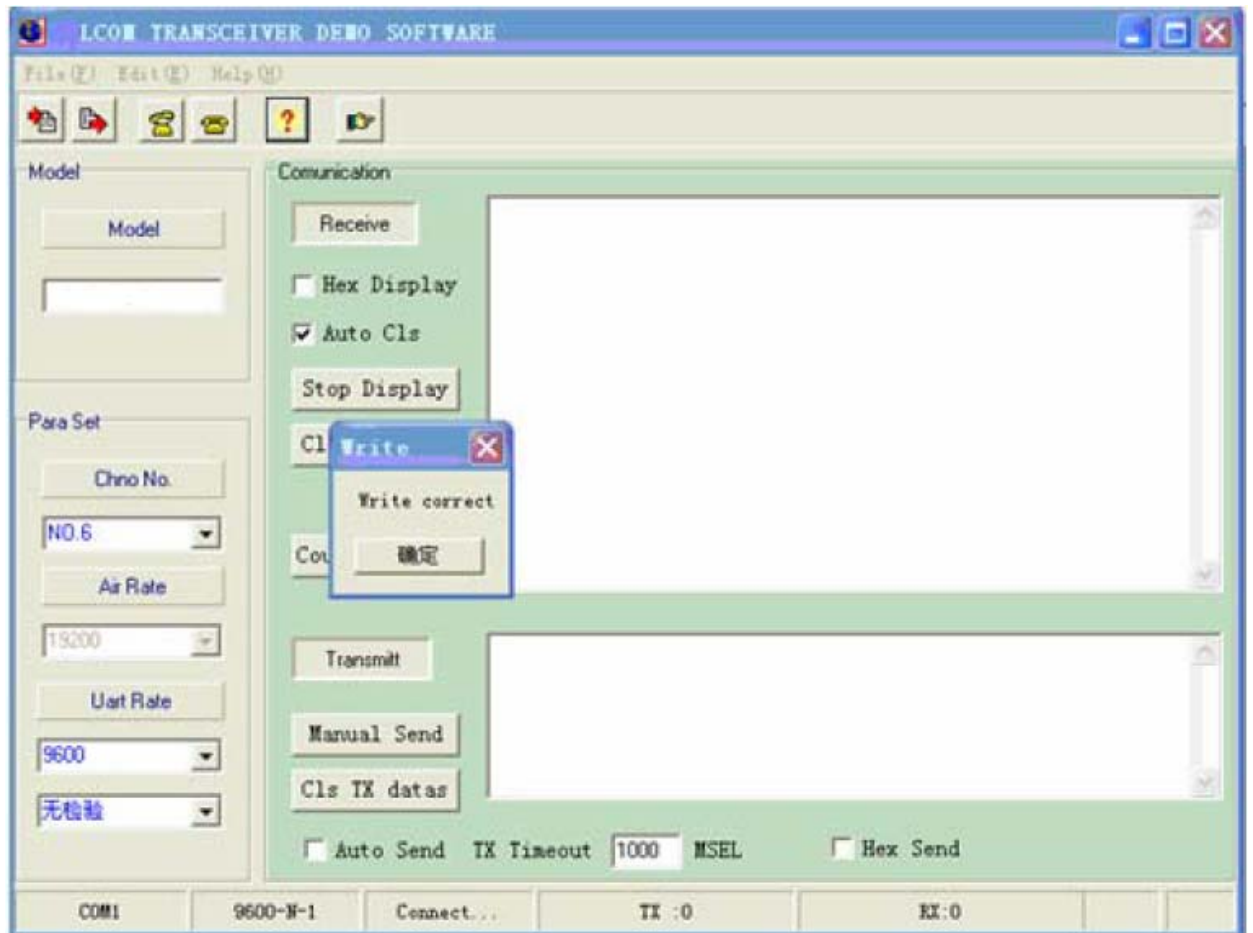 LCOM TRANSCEIVER DEMO SOFTWARE
File(F) Edit(E) Help(H)
?
Model
Model
Para Set
Chno No.
NO.6
Air Rate
19200
Uart Rate
9600
无检验
Comunication
Receive
Hex Display
Auto Cls
Stop Display
Cl
Write
Write correct
确定
Cou
Transmitt
Manual Send
Cls TX datas
Auto Send TX Timeout 1000 MSEL Hex Send
COM1 9600-N-1 Connect... TX :0 RX:0